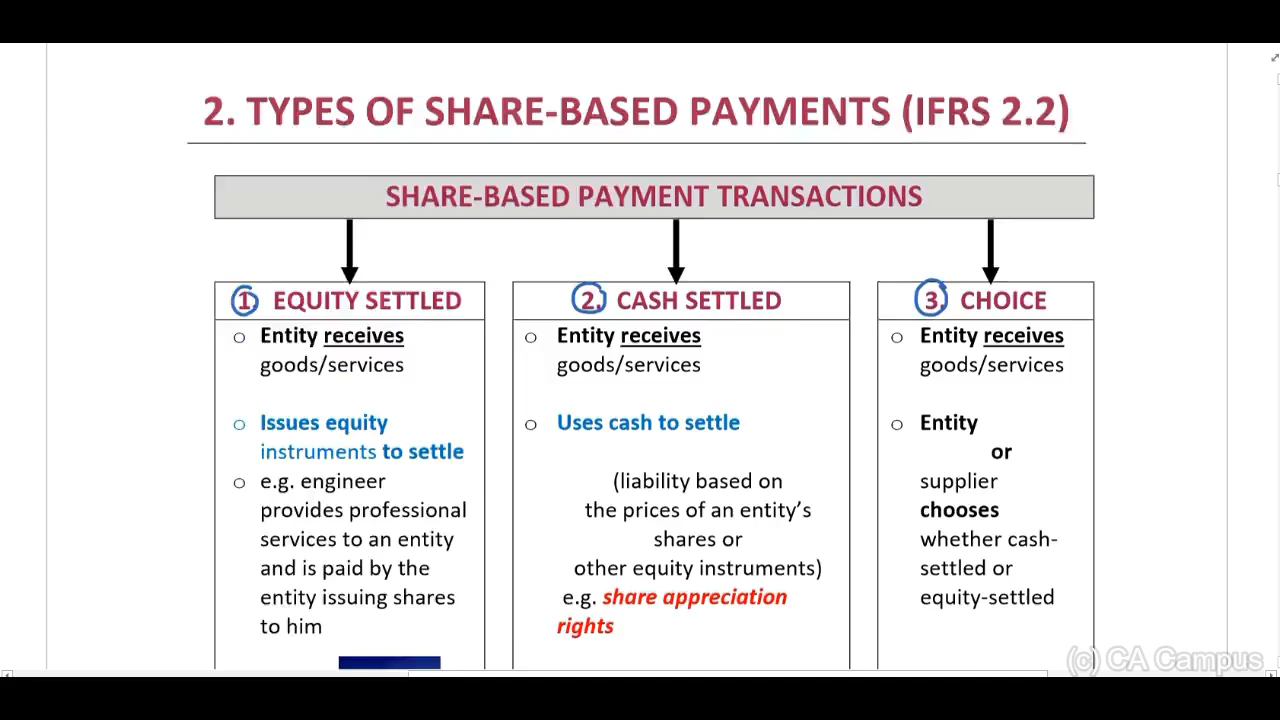 2. TYPES OF SHARE-BASED PAYMENTS (IFRS 2.2)
SHARE-BASED PAYMENT TRANSACTIONS
1. EQUITY SETTLED
o Entity receives
goods/services
o Issues equity
instruments to settle
o e.g. engineer
provides professional
services to an entity
and is paid by the
entity issuing shares
to him
2. CASH SETTLED
o Entity receives
goods/services
o Uses cash to settle
(liability based on
the prices of an entity's
shares or
other equity instruments)
e.g. share appreciation
rights
3. CHOICE
o Entity receives
goods/services
o Entity
or
supplier
chooses
whether cash-
settled or
equity-settled
(c) CA Campus